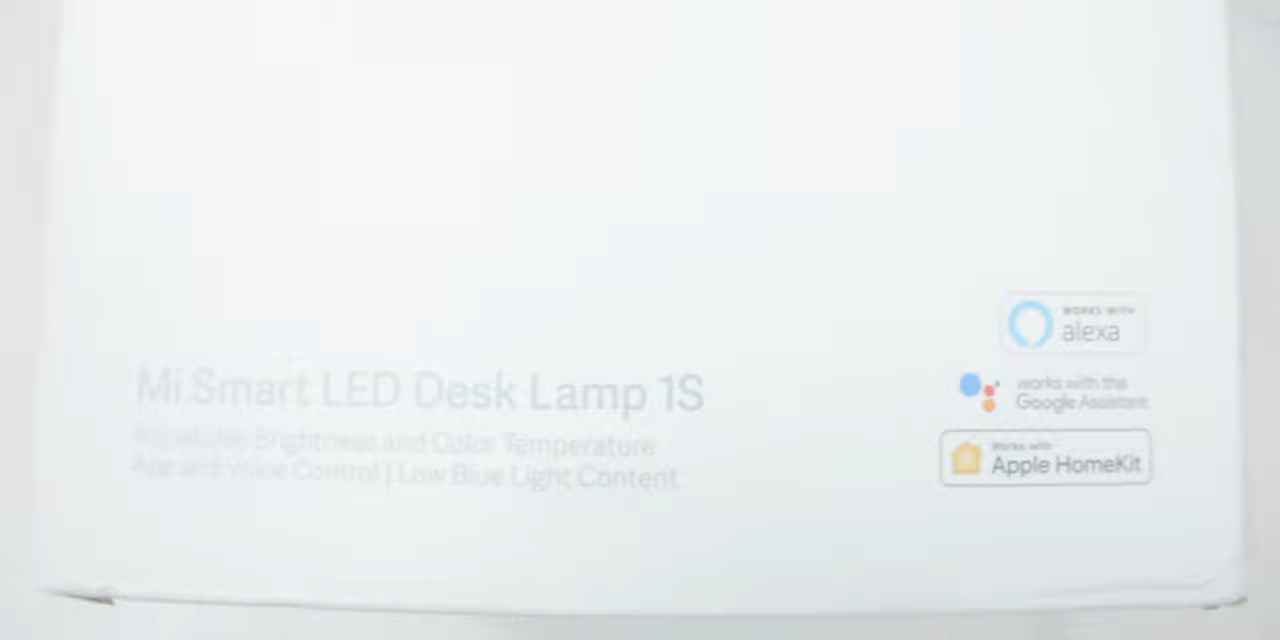 Mi Smart LED Desk Lamp 1S
Adjustable Brightness and Color Temperature
App and Voice Control | Low Blue Light Content
WORKS WITH
alexa
works with the
Google Assistant
Works with
Apple HomeKit